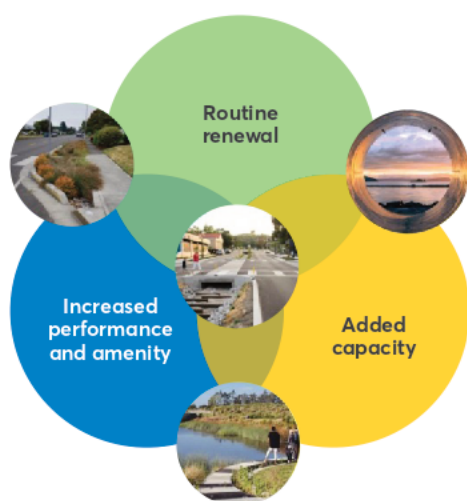 Routine
renewal
Increased
performance
and amenity
Added
capacity